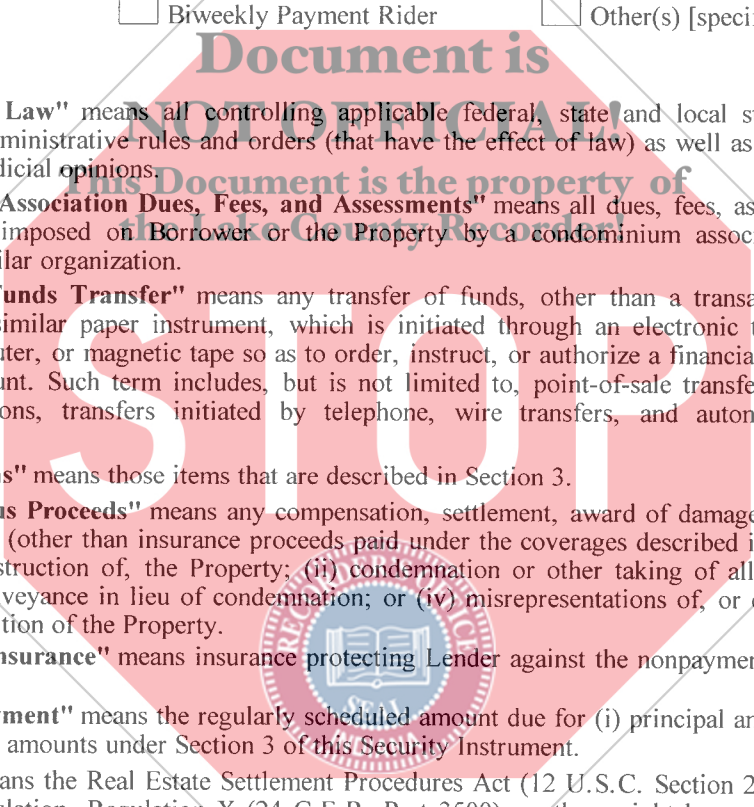 Biweekly Payment Rider Other(s) [speci
Document is
Law" means all controlling applicable federal, state and local s
NOT OFFICIAL!
ministrative rules and orders (that have the effect of law) as well as
dicial opinions.
This Document is the property of
Association Dues, Fees, and Assessments" means all dues, fees, as
the Lake County Recorder!
imposed on Borrower or the Property by a condominium assoc
ilar organization.
Funds Transfer" means any transfer of funds, other than a transa
similar paper instrument, which is initiated through an electronic t
uter, or magnetic tape so as to order, instruct, or authorize a financia
unt. Such term includes, but is not limited to, point-of-sale transfe
ons, transfers initiated by telephone, wire transfers, and autom
STOP
ns" means those items that are described in Section 3.
us Proceeds" means any compensation, settlement, award of damage
(other than insurance proceeds paid under the coverages described i
struction of, the Property; (ii) condemnation or other taking of all
veyance in lieu of condemnation; or (iv) misrepresentations of, or
tion of the Property.
nsurance" means insurance protecting Lender against the nonpaymen
SEAL
yment" means the regularly scheduled amount due for (i) principal an
amounts under Section 3 of this Security Instrument.
ans the Real Estate Settlement Procedures Act (12 U.S.C. Section 2